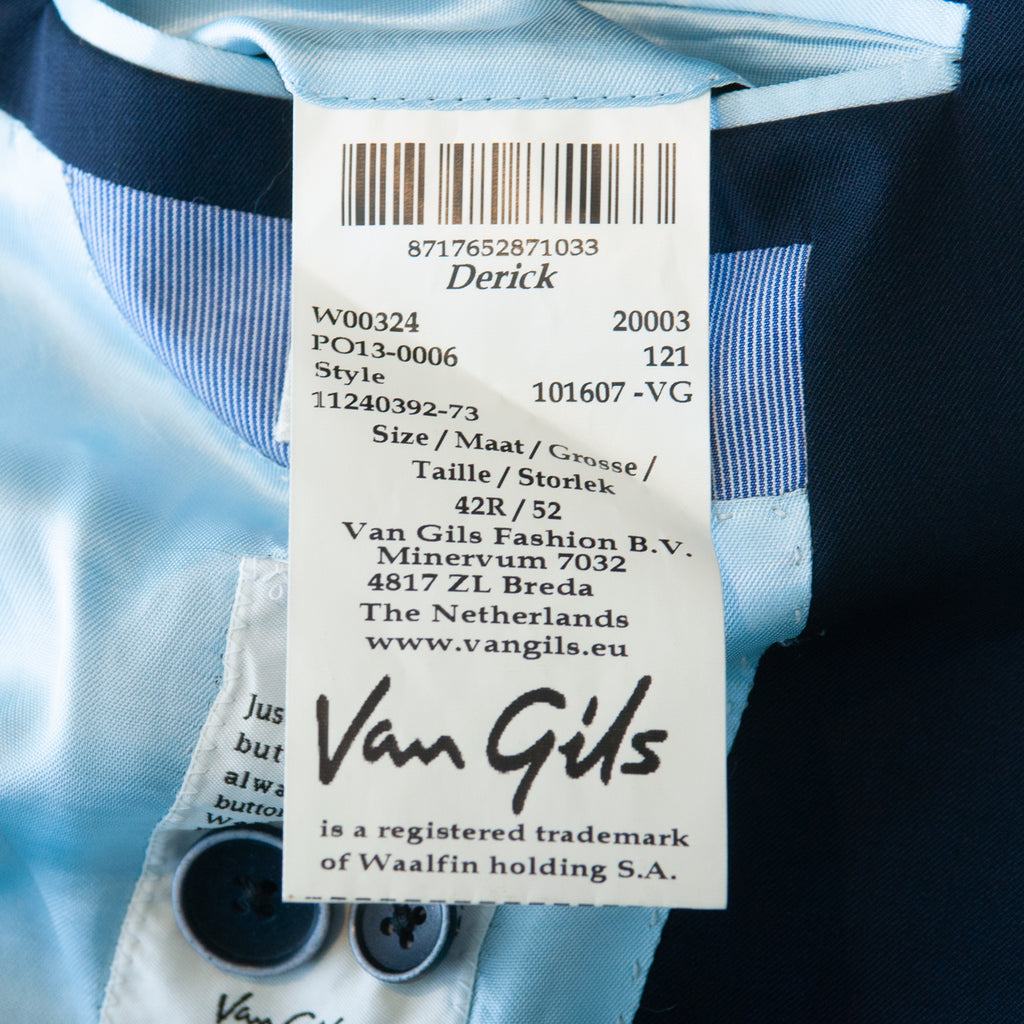 8717652871033
Derick
W00324 20003
PO13-0006 121
Style 101607 -VG
11240392-73
Size / Maat / Grosse /
Taille / Storlek
42R / 52
Van Gils Fashion B.V.
Minervum 7032
4817 ZL Breda
The Netherlands
www.vangils.eu
Van Gils
is a registered trademark
of Waalfin holding S.A.
Van